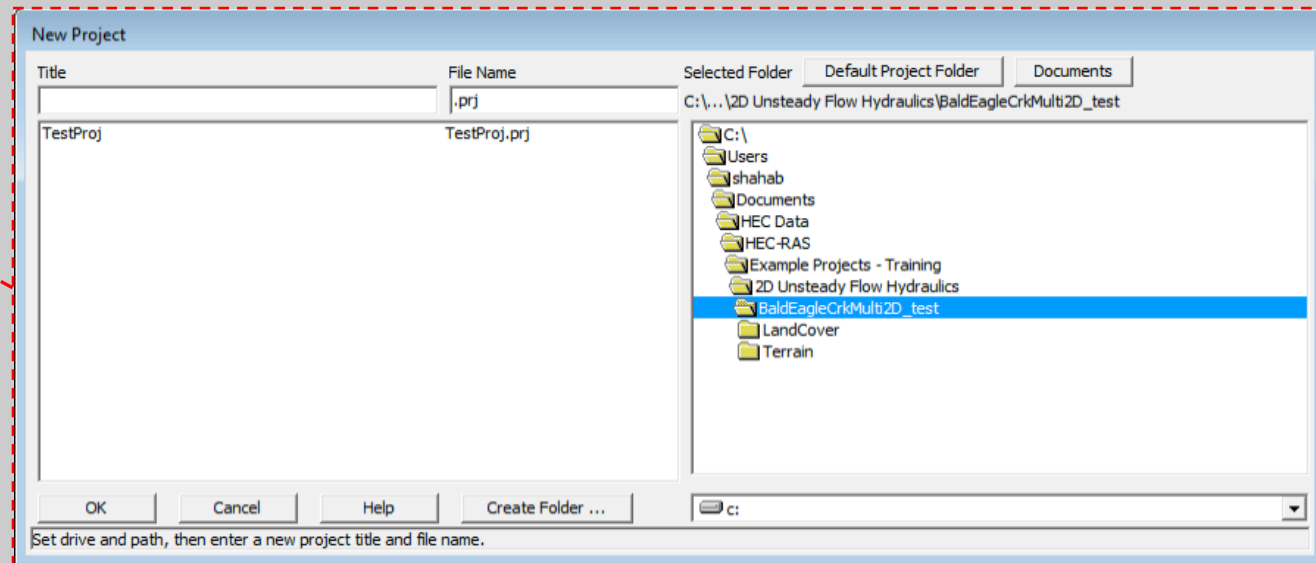 New Project
Title File Name Selected Folder Default Project Folder Documents
.prj C:\...\2D Unsteady Flow Hydraulics\BaldEagleCrkMulti2D_test
TestProj TestProj.prj
C:\
Users
shahab
Documents
HEC Data
HEC-RAS
Example Projects - Training
2D Unsteady Flow Hydraulics
BaldEagleCrkMulti2D_test
LandCover
Terrain
OK Cancel Help Create Folder ... c:
Set drive and path, then enter a new project title and file name.